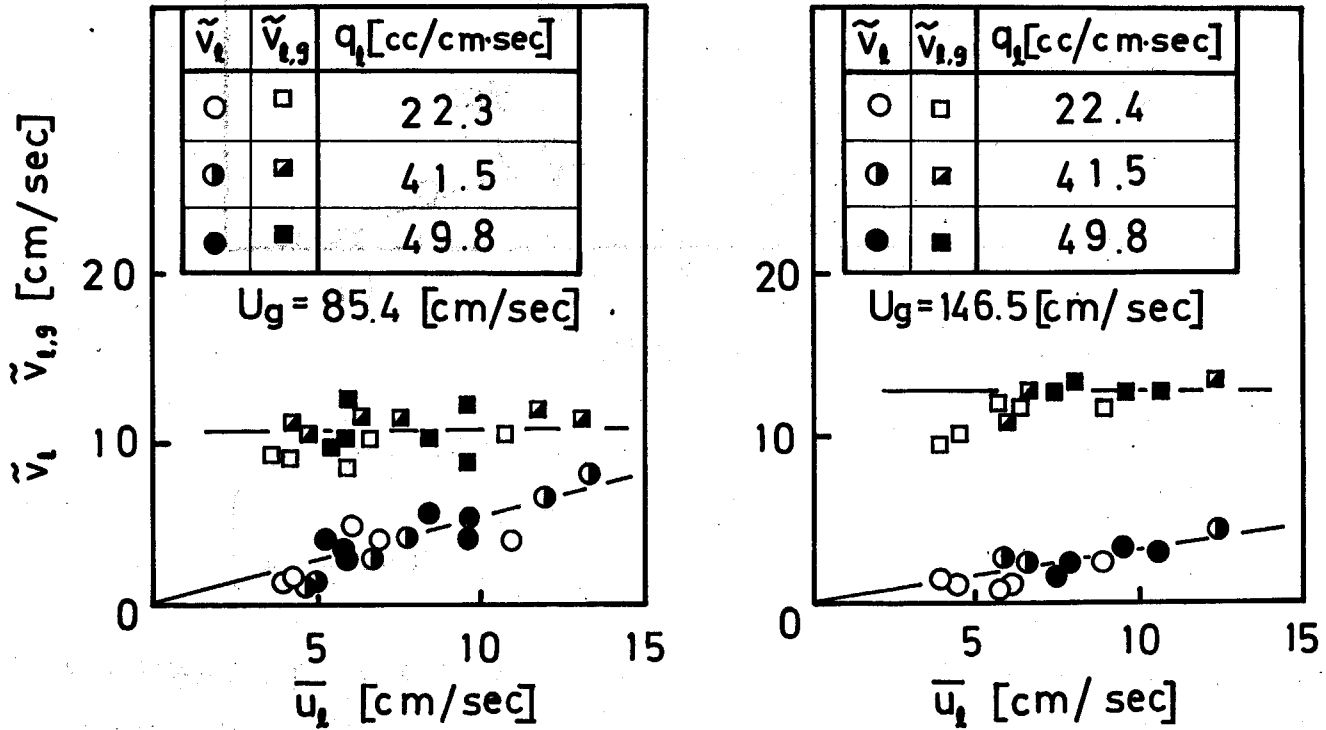 ṽₗ ṽₗ,g qₗ[cc/cm·sec]
22.3
41.5
49.8
Ug = 85.4 [cm/sec]
ṽₗ ṽₗ,g [cm/sec]
20
10
0
5 10 15
u̅ₗ [cm/sec]
ṽₗ ṽₗ,g qₗ[cc/cm·sec]
22.4
41.5
49.8
Ug = 146.5 [cm/sec]
20
10
0
5 10 15
u̅ₗ [cm/sec]